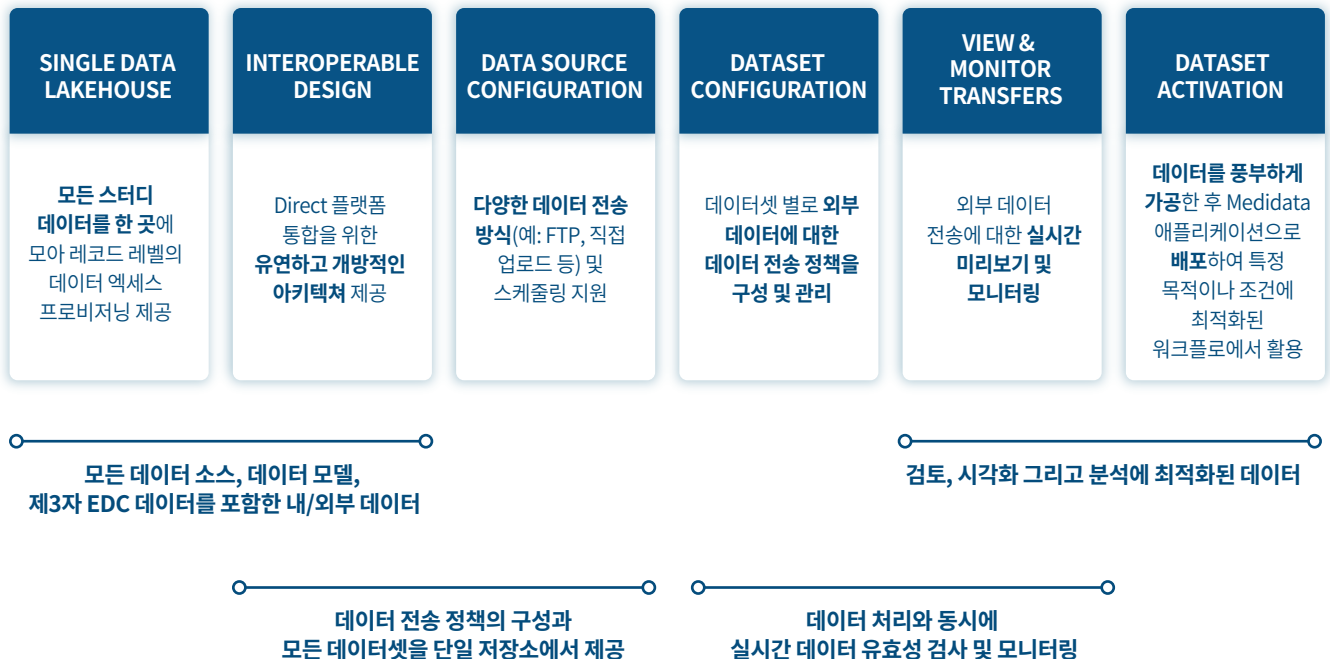 SINGLE DATA
LAKEHOUSE
모든 스터디
데이터를 한 곳에
모아 레코드 레벨의
데이터 엑세스
프로비저닝 제공
INTEROPERABLE
DESIGN
Direct 플랫폼
통합을 위한
유연하고 개방적인
아키텍쳐 제공
DATA SOURCE
CONFIGURATION
다양한 데이터 전송
방식(예: FTP, 직접
업로드 등) 및
스케줄링 지원
DATASET
CONFIGURATION
데이터셋 별로 외부
데이터에 대한
데이터 전송 정책을
구성 및 관리
VIEW &
MONITOR
TRANSFERS
외부 데이터
전송에 대한 실시간
미리보기 및
모니터링
DATASET
ACTIVATION
데이터를 풍부하게
가공한 후 Medidata
애플리케이션으로
배포하여 특정
목적이나 조건에
최적화된
워크플로에서 활용
모든 데이터 소스, 데이터 모델,
제3자 EDC 데이터를 포함한 내/외부 데이터
검토, 시각화 그리고 분석에 최적화된 데이터
데이터 전송 정책의 구성과
모든 데이터셋을 단일 저장소에서 제공
데이터 처리와 동시에
실시간 데이터 유효성 검사 및 모니터링